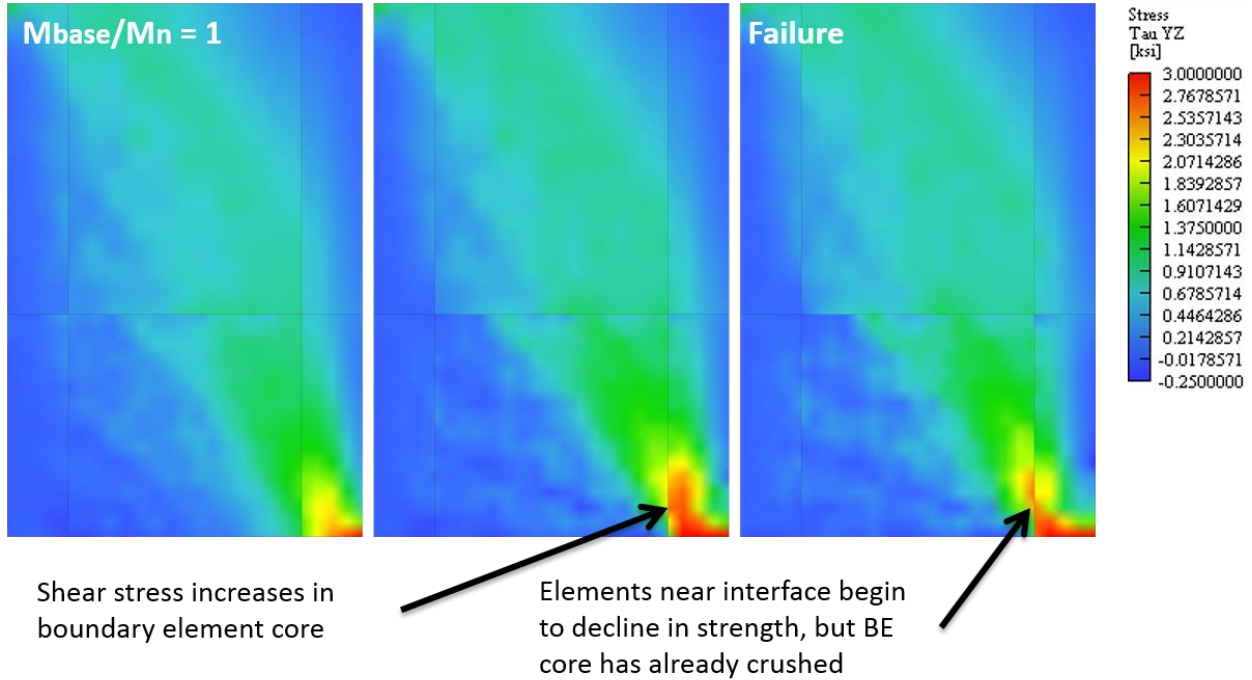 Mbase/Mn = 1
Failure
Stress
Tau YZ
[ksi]
3.0000000
2.7678571
2.5357143
2.3035714
2.0714286
1.8392857
1.6071429
1.3750000
1.1428571
0.9107143
0.6785714
0.4464286
0.2142857
-0.0178571
-0.2500000
Shear stress increases in
boundary element core
Elements near interface begin
to decline in strength, but BE
core has already crushed